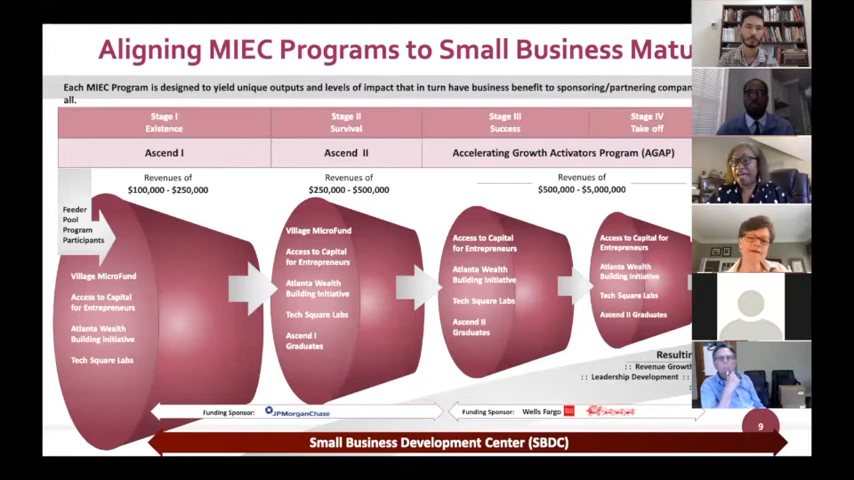 Aligning MIEC Programs to Small Business Matu
Each MIEC Program is designed to yield unique outputs and levels of impact that in turn have business benefit to sponsoring/partnering compan
all.
Stage I
Existence
Stage II
Survival
Stage III
Success
Stage IV
Take off
Ascend I
Ascend II
Accelerating Growth Activators Program (AGAP)
Revenues of
$100,000 - $250,000
Revenues of
$250,000 - $500,000
Revenues of
$500,000 - $5,000,000
Feeder
Pool
Program
Participants
Village MicroFund
Access to Capital
for Entrepreneurs
Atlanta Wealth
Building Initiative
Tech Square Labs
Village MicroFund
Access to Capital
for Entrepreneurs
Atlanta Wealth
Building Initiative
Tech Square Labs
Ascend I
Graduates
Access to Capital
for Entrepreneurs
Atlanta Wealth
Building Initiative
Tech Square Labs
Ascend II
Graduates
Access to Capital for
Entrepreneurs
Atlanta Wealth
Building Initiative
Tech Square Labs
Ascend II Graduates
Resultin
: : Revenue Growth
: : Leadership Development : :
:
Funding Sponsor:
JPMorganChase
Funding Sponsor:
Wells Fargo
9
Small Business Development Center (SBDC)